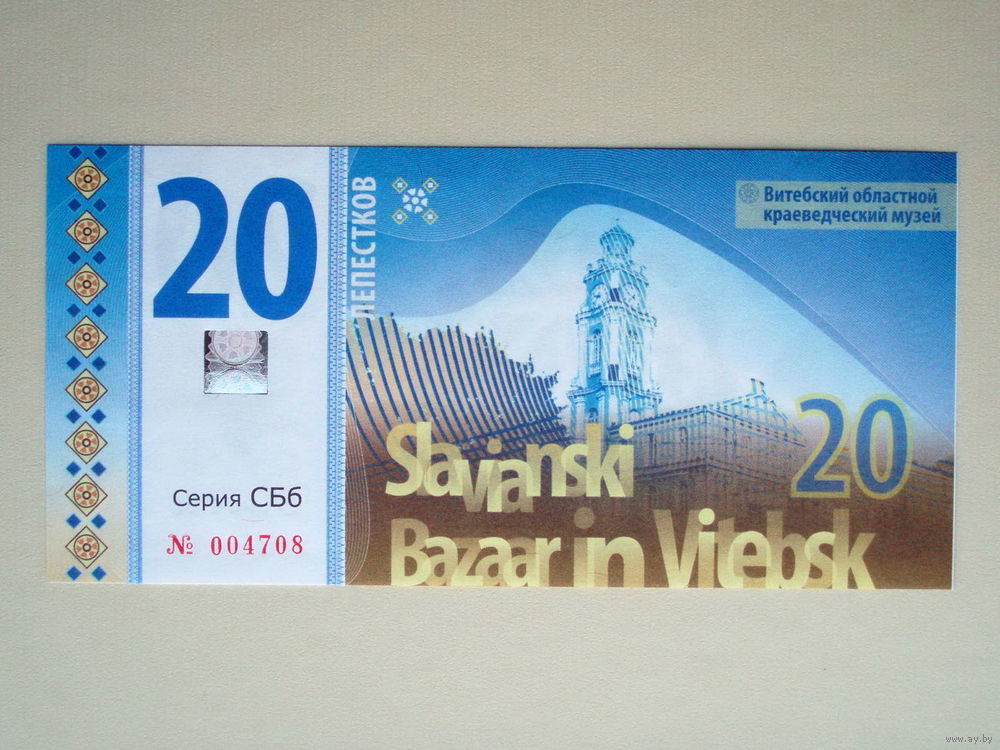 20
ЛЕПЕСТКОВ
Витебский областной
краеведческий музей
Серия СБб
№ 004708
20
Slavianski
Bazaar in Vitebsk
www.ay.by